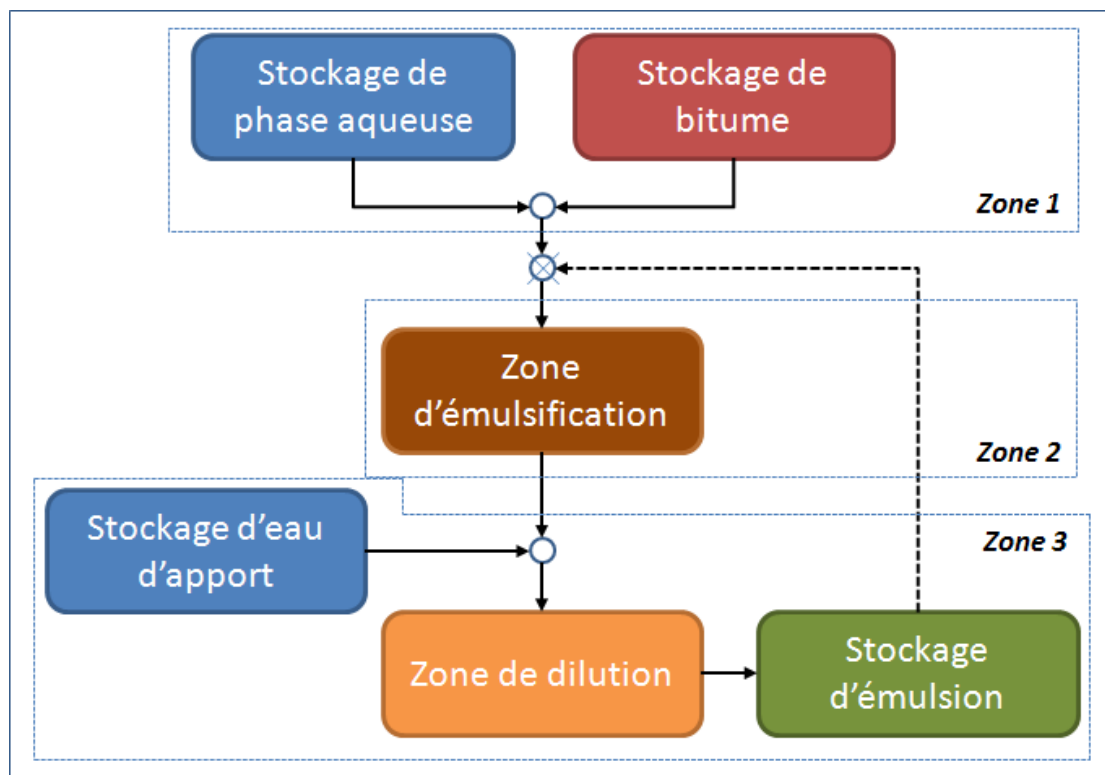 Stockage de
phase aqueuse
Stockage de
bitume
Zone 1
Zone
d’émulsification
Zone 2
Stockage d’eau
d’apport
Zone 3
Zone de dilution
Stockage
d’émulsion